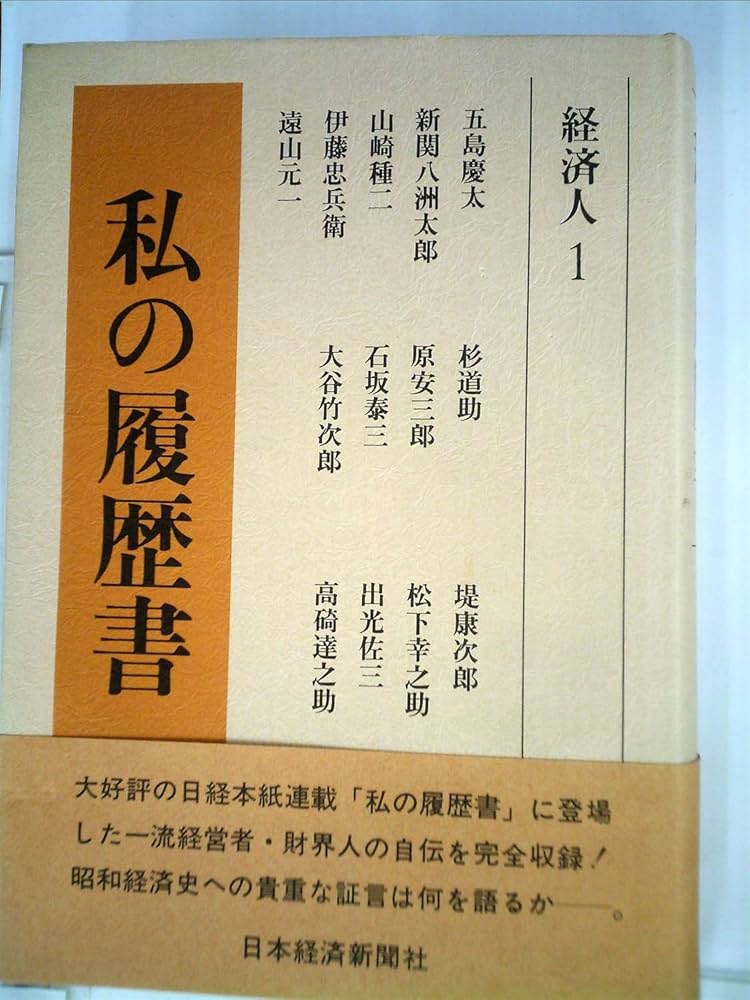 経済人 1
五島慶太
杉道助
堤康次郎
新関八洲太郎
原安三郎
松下幸之助
山崎種二
石坂泰三
出光佐三
伊藤忠兵衛
大谷竹次郎
高碕達之助
遠山元一
私の履歴書
大好評の日経本紙連載「私の履歴書」に登場
した一流経営者・財界人の自伝を完全収録!
昭和経済史への貴重な証言は何を語るか――。
日本経済新聞社